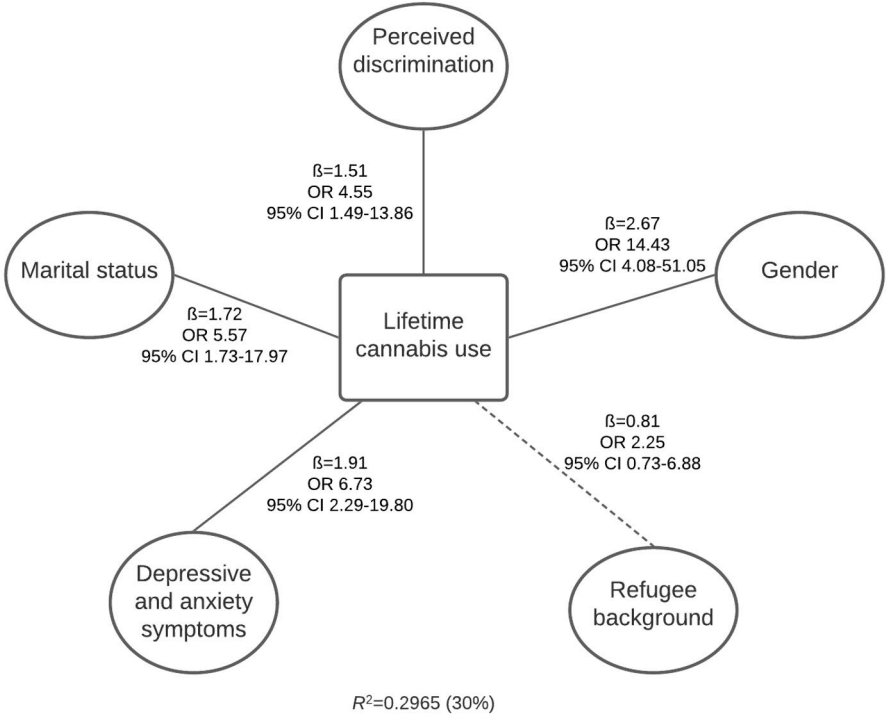 Perceived
discrimination
ß=1.51
OR 4.55
95% CI 1.49-13.86
ß=2.67
OR 14.43
95% CI 4.08-51.05
Marital status
Gender
ß=1.72
OR 5.57
95% CI 1.73-17.97
Lifetime
cannabis use
ß=0.81
OR 2.25
95% CI 0.73-6.88
ß=1.91
OR 6.73
95% CI 2.29-19.80
Depressive
and anxiety
symptoms
Refugee
background
R²=0.2965 (30%)